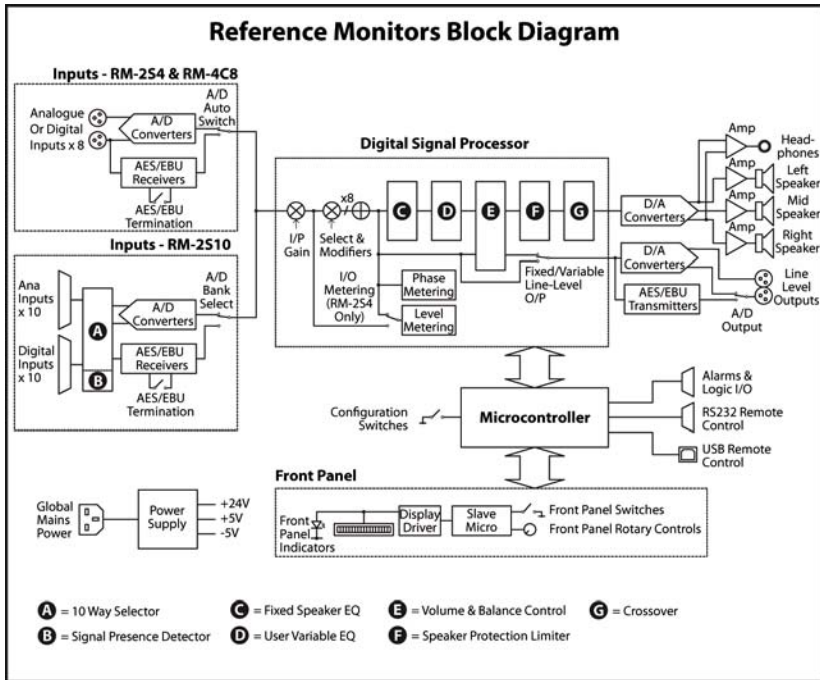 Reference Monitors Block Diagram
Inputs - RM-2S4 & RM-4C8
Analogue
Or Digital
Inputs x 8
A/D
Converters
A/D
Auto
Switch
AES/EBU
Receivers
AES/EBU
Termination
Inputs - RM-2S10
Ana
Inputs
x 10
Digital
Inputs
x 10
A
B
A/D
Converters
A/D
Bank
Select
AES/EBU
Receivers
AES/EBU
Termination
Digital Signal Processor
I/P
Gain
x8
Select &
Modifiers
C
D
E
F
G
I/O
Metering
(RM-2S4
Only)
Phase
Metering
Level
Metering
Fixed/Variable
Line-Level
O/P
D/A
Converters
D/A
Converters
AES/EBU
Transmitters
Amp
Head-
phones
Amp
Left
Speaker
Amp
Mid
Speaker
Amp
Right
Speaker
Line
Level
Outputs
A/D
Output
Configuration
Switches
Microcontroller
Alarms &
Logic I/O
RS232 Remote
Control
USB Remote
Control
Front Panel
Front
Panel
Indicators
Display
Driver
Slave
Micro
Front Panel Switches
Front Panel Rotary Controls
Global
Mains
Power
Power
Supply
+24V
+5V
-5V
A = 10 Way Selector
B = Signal Presence Detector
C = Fixed Speaker EQ
D = User Variable EQ
E = Volume & Balance Control
F = Speaker Protection Limiter
G = Crossover